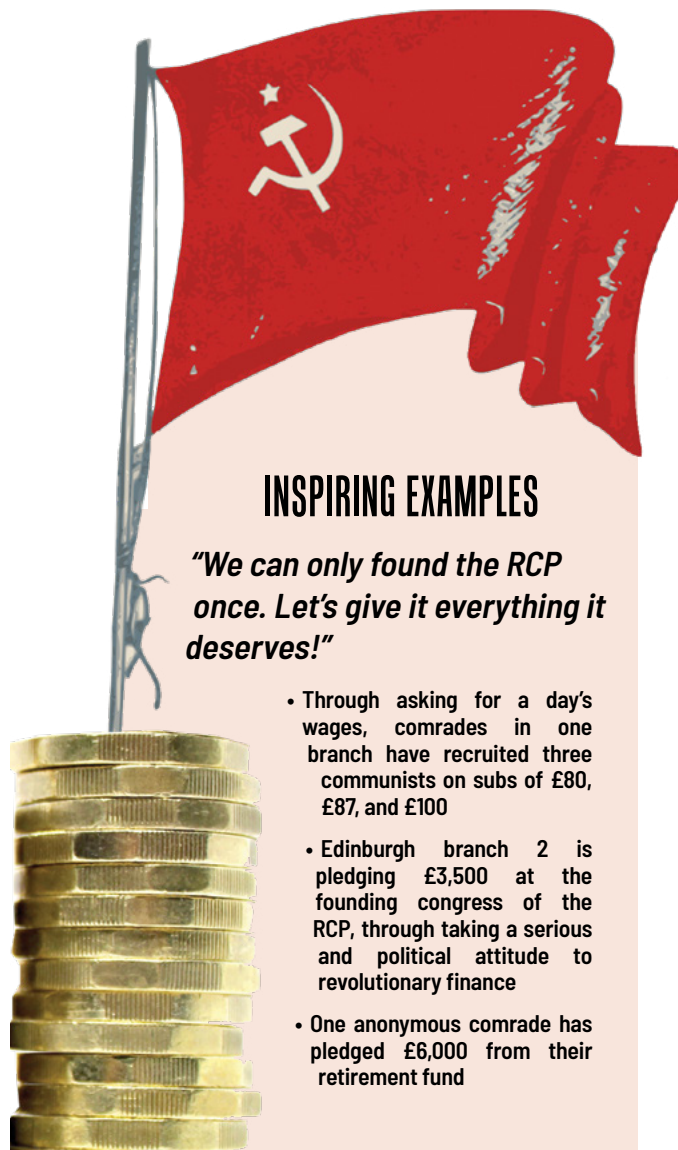 INSPIRING EXAMPLES
“We can only found the RCP
once. Let’s give it everything it
deserves!”
• Through asking for a day’s
wages, comrades in one
branch have recruited three
communists on subs of £80,
£87, and £100
• Edinburgh branch 2 is
pledging £3,500 at the
founding congress of the
RCP, through taking a serious
and political attitude to
revolutionary finance
• One anonymous comrade has
pledged £6,000 from their
retirement fund